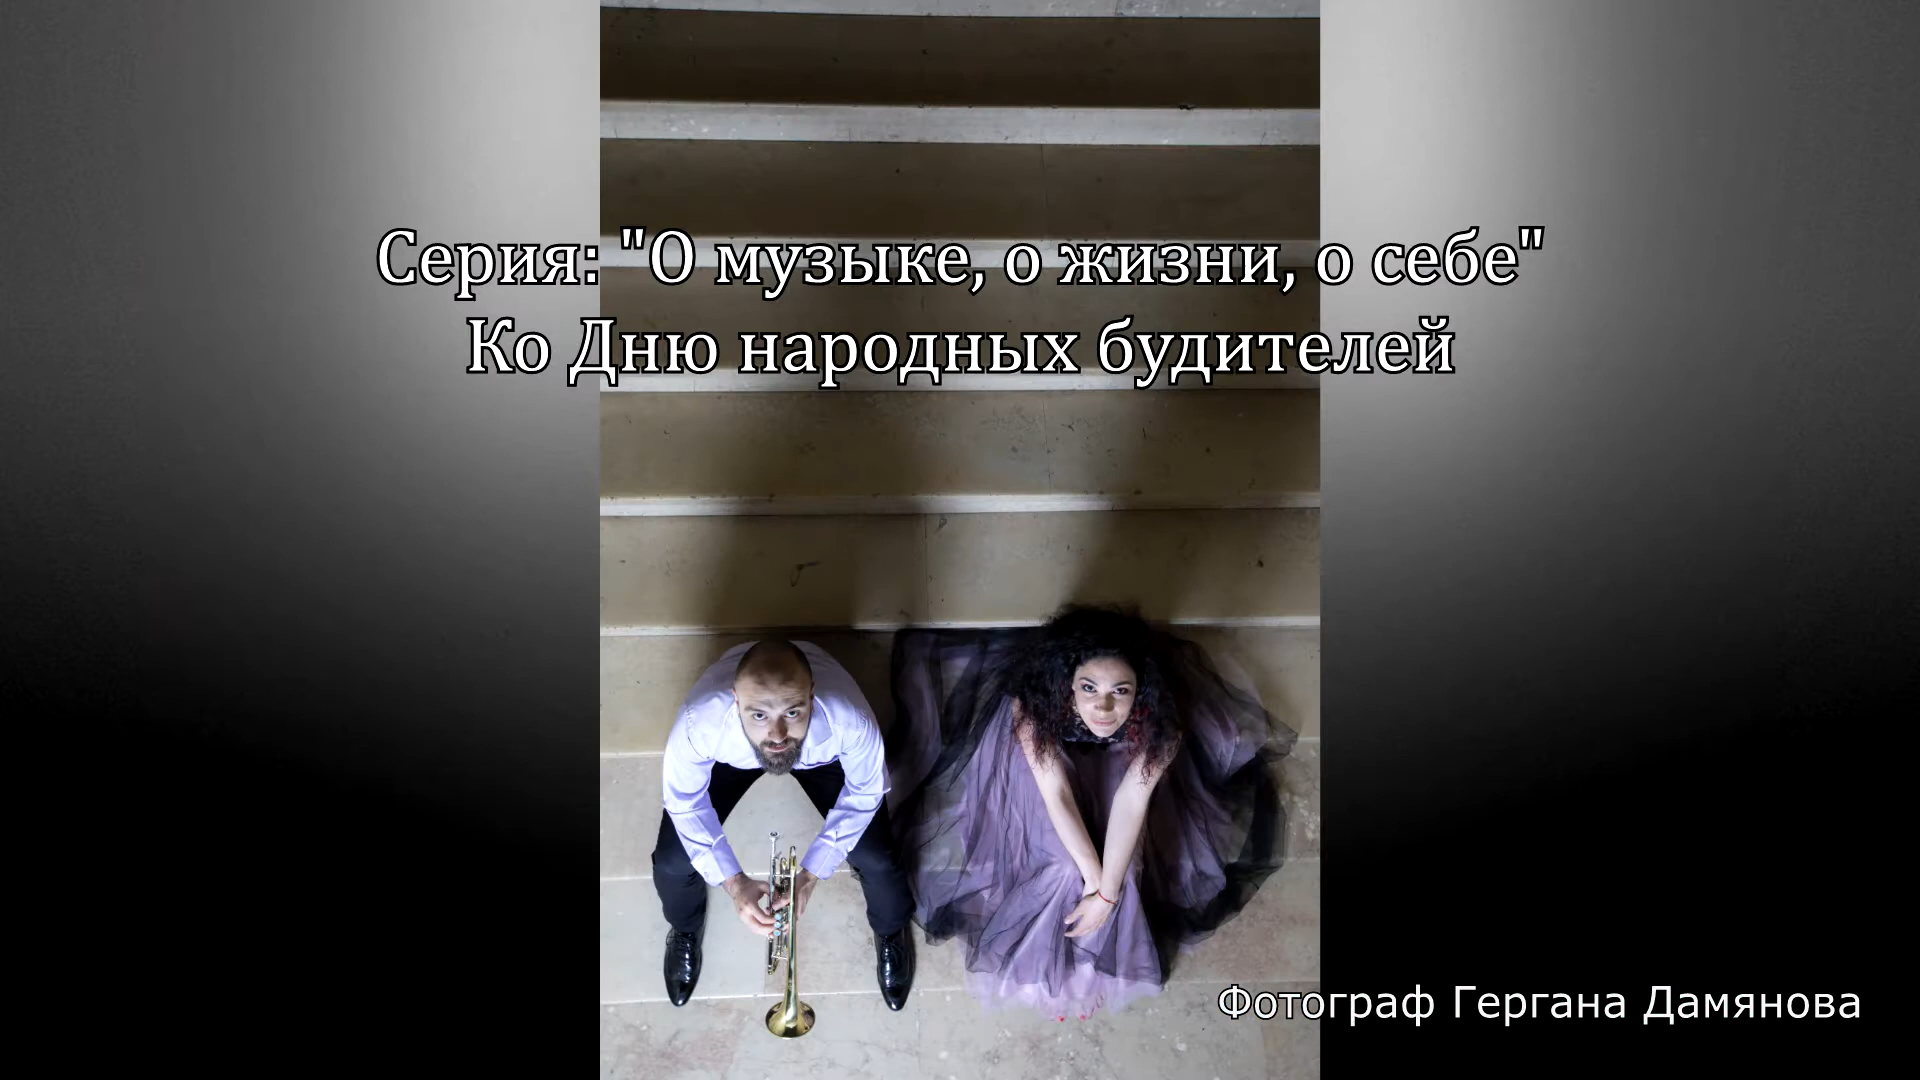 Серия: "О музыке, о жизни, о себе"
Ко Дню народных будителей
Фотограф Гергана Дамянова